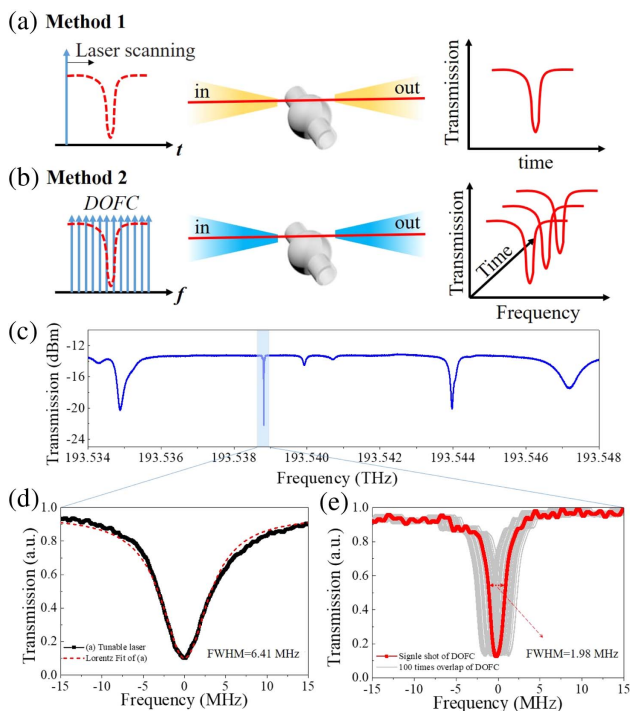 (a) Method 1
Laser scanning
t
in
out
Transmission
time
(b) Method 2
DOFC
f
in
out
Transmission
Time
Frequency
(c)
Transmission (dBm)
-12
-16
-20
-24
193.534 193.536 193.538 193.540 193.542 193.544 193.546 193.548
Frequency (THz)
(d)
Transmission (a.u.)
1.0
0.8
0.6
0.4
0.2
0.0
(a) Tunable laser
Lorentz Fit of (a)
FWHM=6.41 MHz
-15 -10 -5 0 5 10 15
Frequency (MHz)
(e)
Transmission (a.u.)
1.0
0.8
0.6
0.4
0.2
0.0
Signle shot of DOFC
100 times overlap of DOFC
FWHM=1.98 MHz
-15 -10 -5 0 5 10 15
Frequency (MHz)